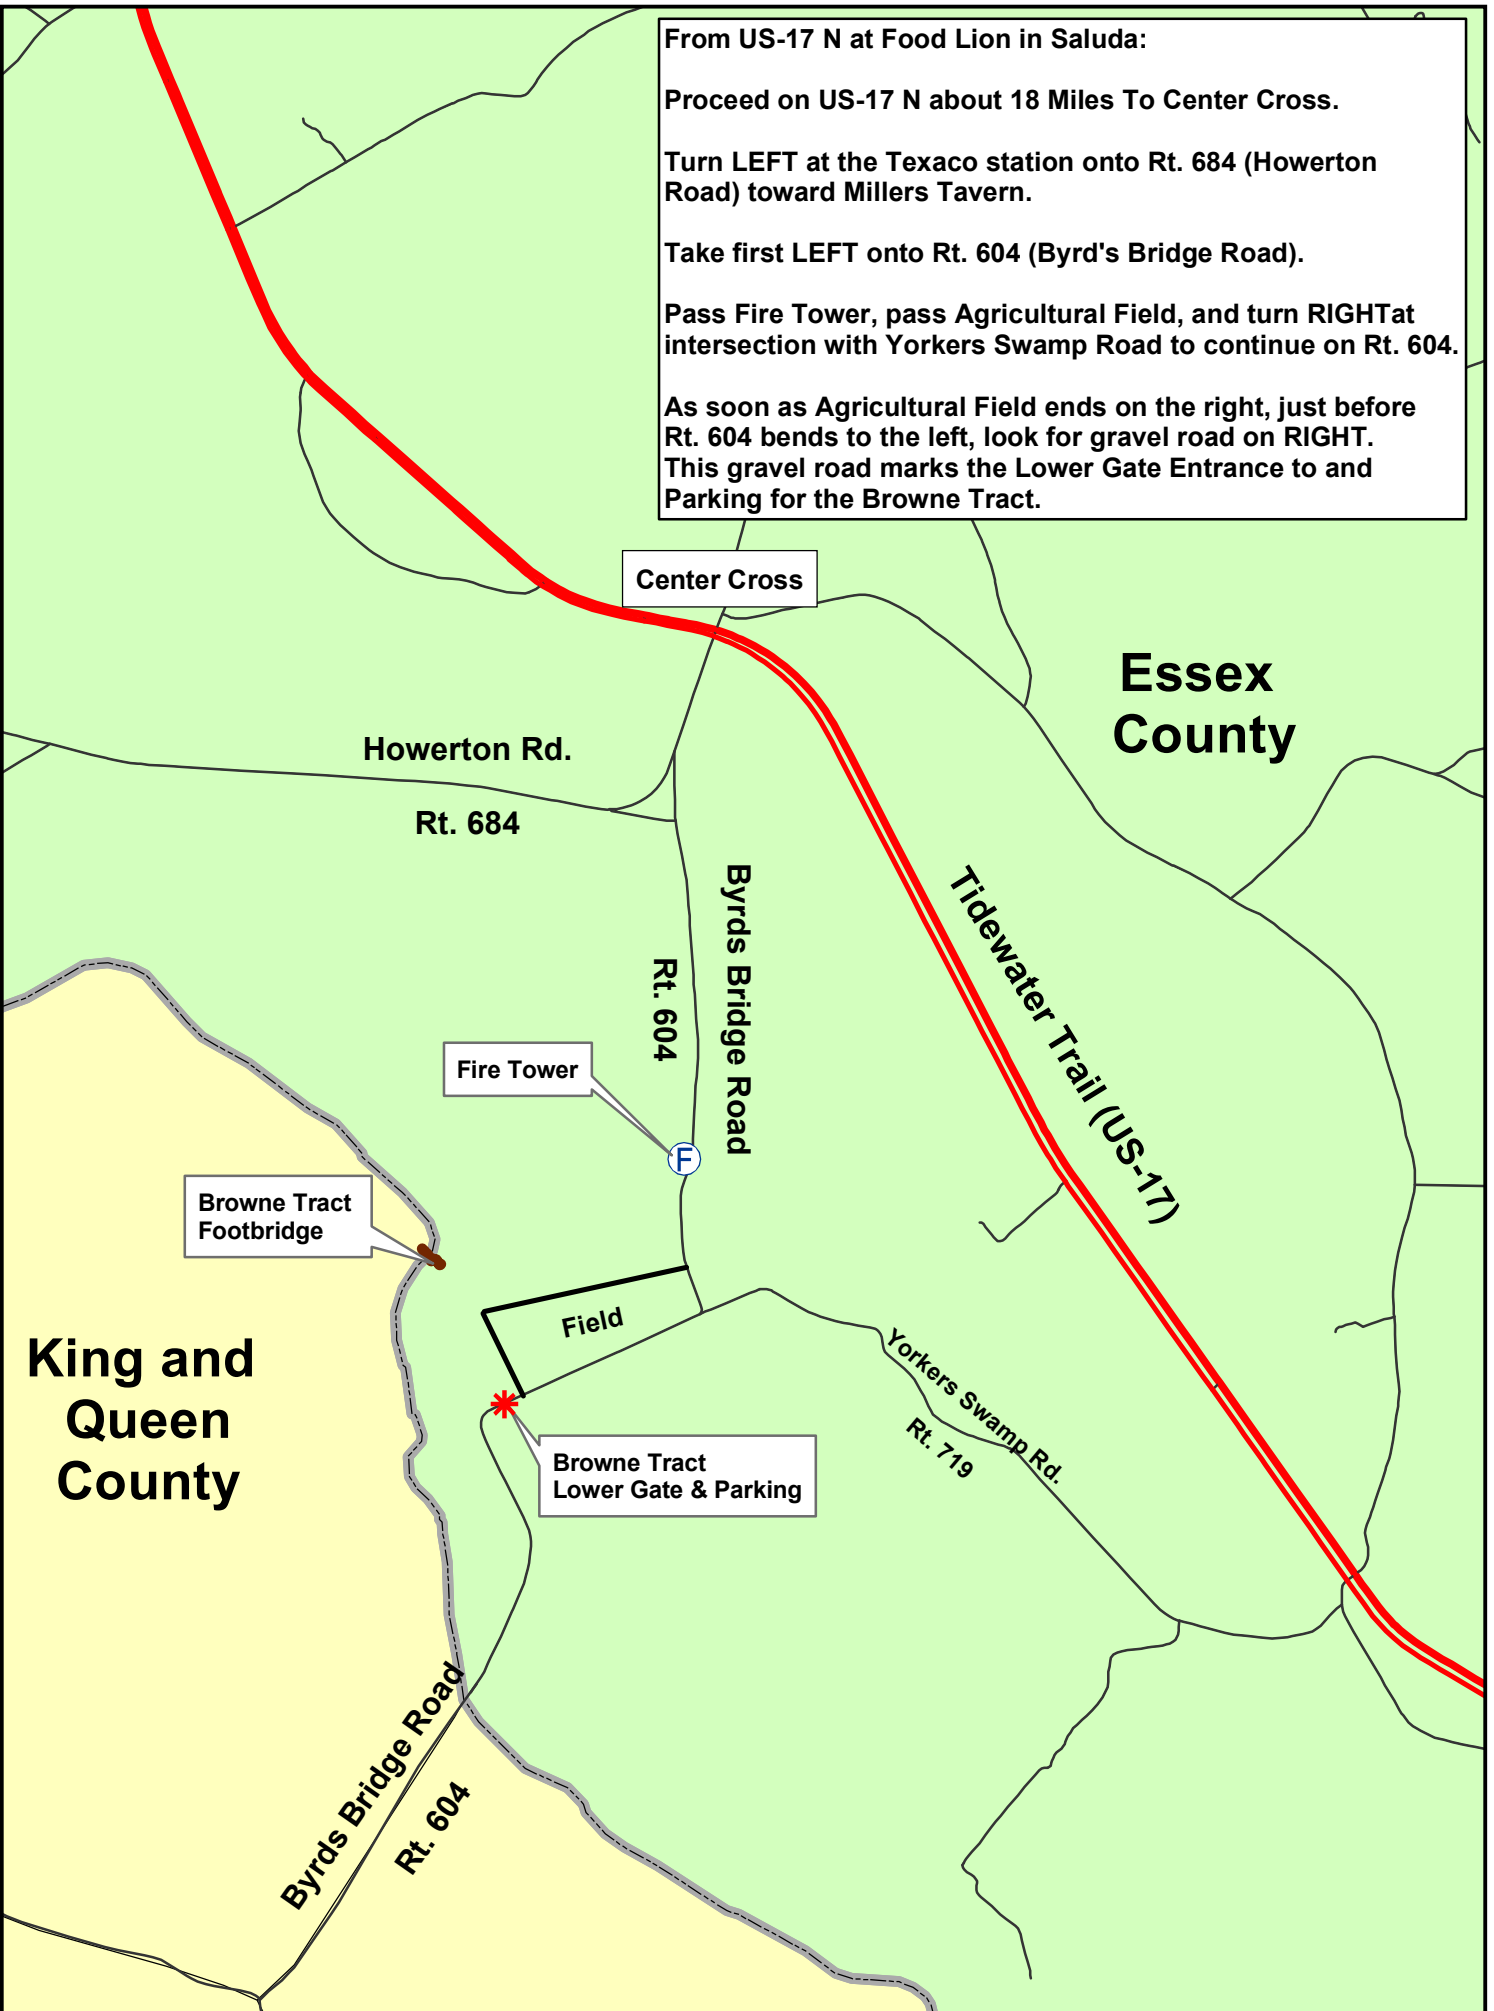 From US-17 N at Food Lion in Saluda:
Proceed on US-17 N about 18 Miles To Center Cross.
Turn LEFT at the Texaco station onto Rt. 684 (Howerton
Road) toward Millers Tavern.
Take first LEFT onto Rt. 604 (Byrd's Bridge Road).
Pass Fire Tower, pass Agricultural Field, and turn RIGHTat
intersection with Yorkers Swamp Road to continue on Rt. 604.
As soon as Agricultural Field ends on the right, just before
Rt. 604 bends to the left, look for gravel road on RIGHT.
This gravel road marks the Lower Gate Entrance to and
Parking for the Browne Tract.
Center Cross
Essex
County
Howerton Rd.
Rt. 684
Byrds Bridge Road
Rt. 604
Tidewater Trail (US-17)
Fire Tower
F
Browne Tract
Footbridge
Field
King and
Queen
County
Yorkers Swamp Rd.
Rt. 719
Browne Tract
Lower Gate & Parking
Byrds Bridge Road
Rt. 604